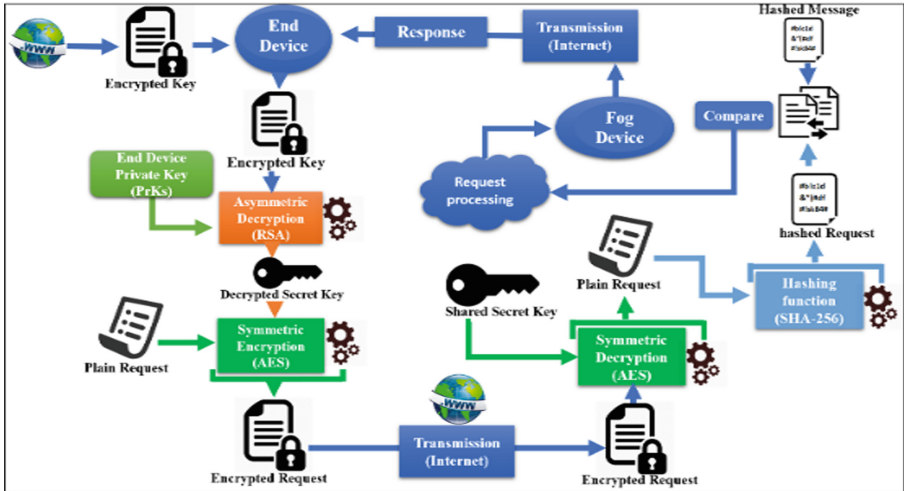 Hashed Message
WWW
Encrypted Key
End
Device
Response
Transmission
(Internet)
Compare
Encrypted Key
Fog
Device
End Device
Private Key
(PrKs)
Request
processing
Asymmetric
Decryption
(RSA)
hashed Request
Decrypted Secret Key
Plain Request
Shared Secret Key
Hashing
function
(SHA-256)
Plain Request
Symmetric
Encryption
(AES)
Symmetric
Decryption
(AES)
WWW
Transmission
(Internet)
Encrypted Request
Encrypted Request